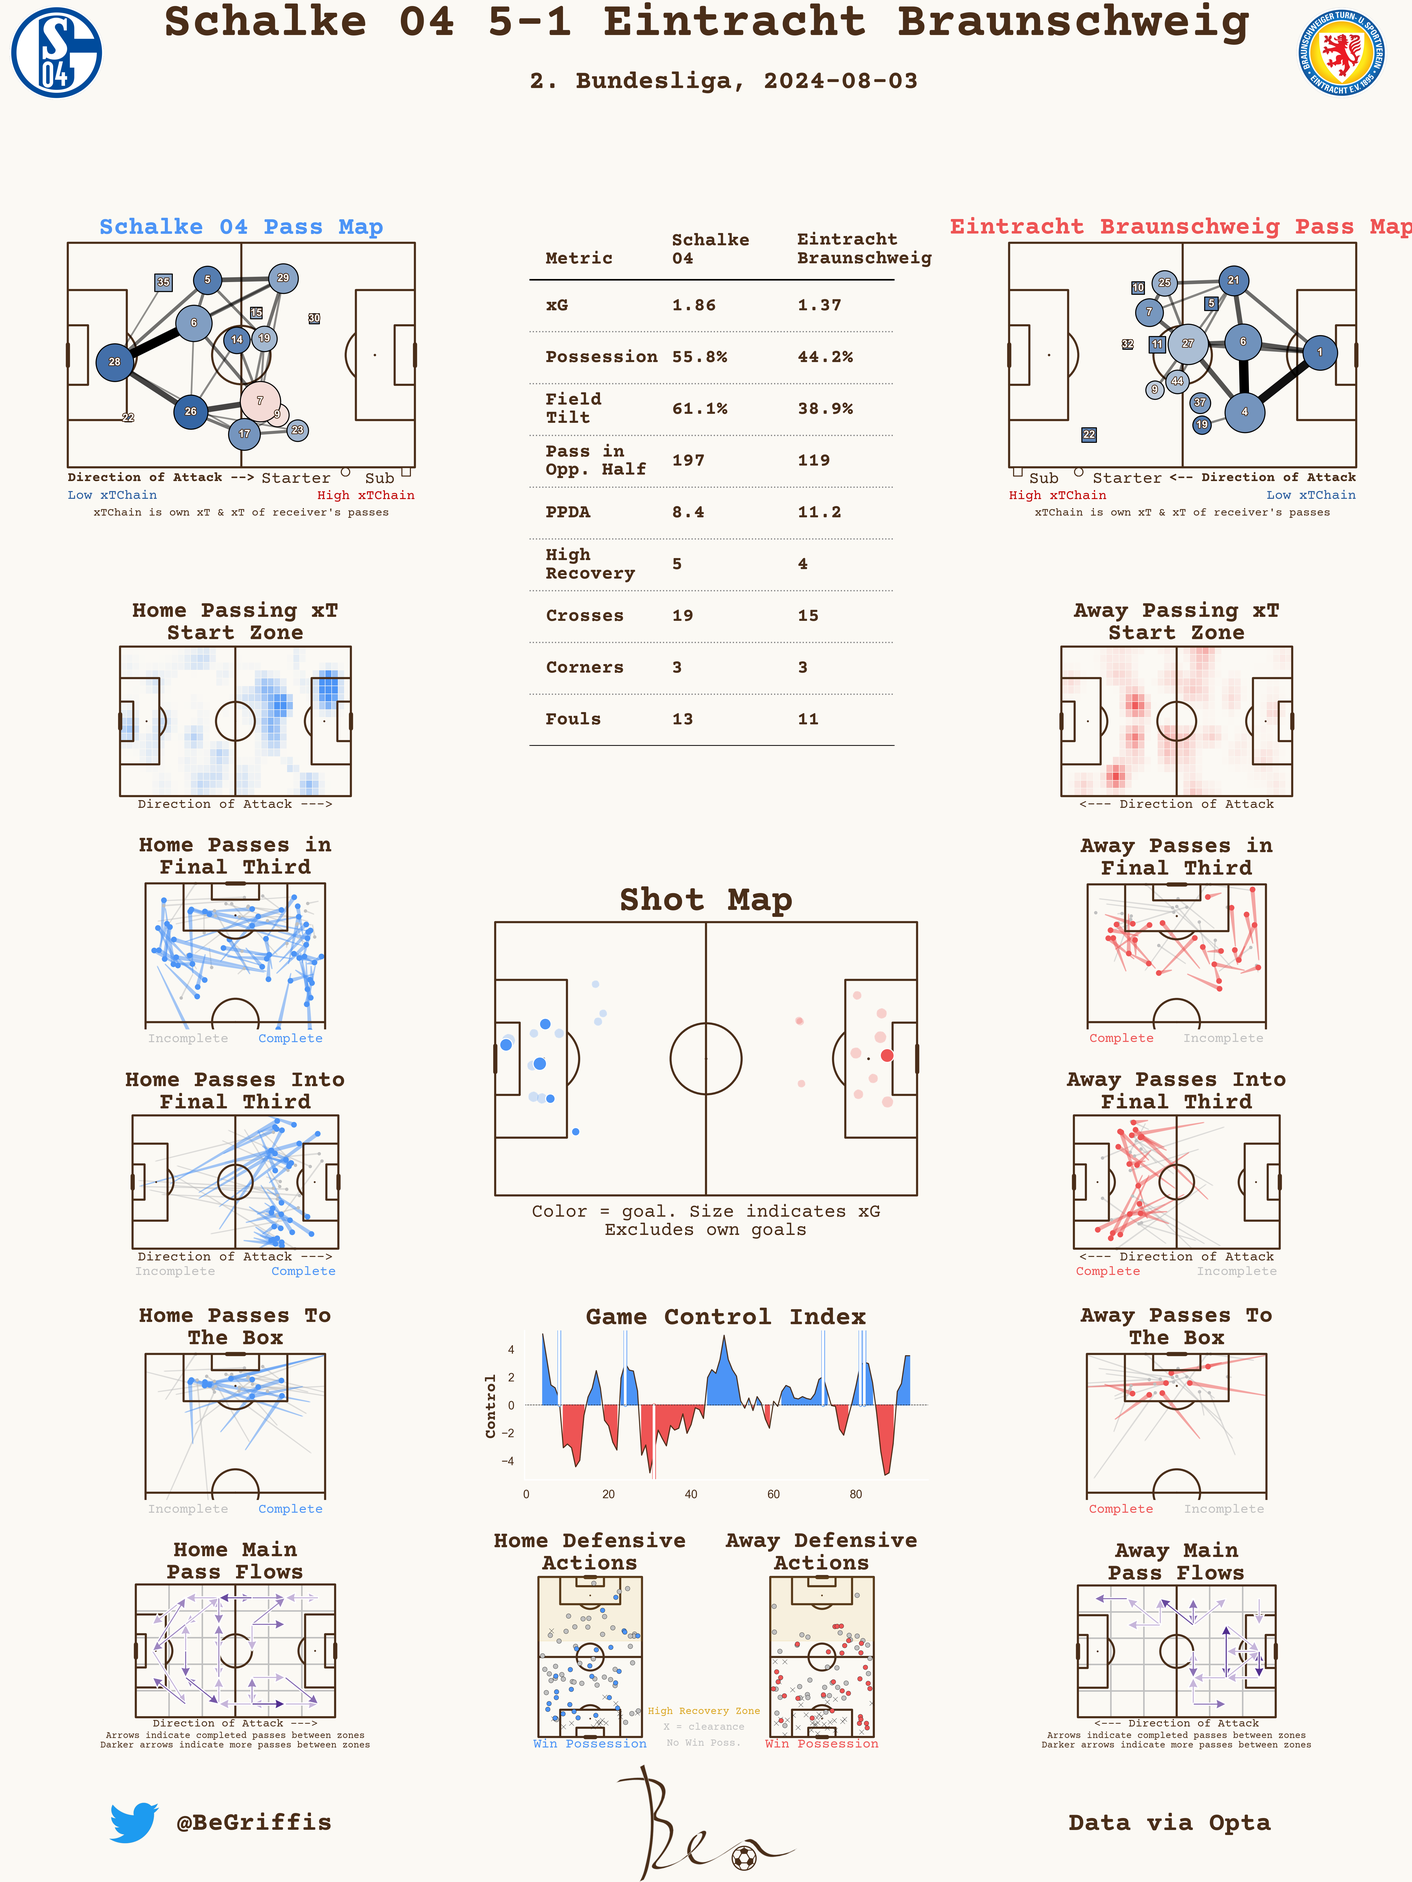 Schalke 04 5-1 Eintracht Braunschweig
2. Bundesliga, 2024-08-03
S
04
BRAUNSCHWEIGER TURN- U. SPORTVEREIN
EINTRACHT E.V. 1895
Schalke 04 Pass Map
35
5
29
6
15
30
14
19
28
7
26
9
22
17
23
Direction of Attack --> Starter Sub
Low xTChain High xTChain
xTChain is own xT & xT of receiver's passes
Metric Schalke 04 Eintracht Braunschweig
xG 1.86 1.37
Possession 55.8% 44.2%
Field Tilt 61.1% 38.9%
Pass in Opp. Half 197 119
PPDA 8.4 11.2
High Recovery 5 4
Crosses 19 15
Corners 3 3
Fouls 13 11
Eintracht Braunschweig Pass Map
10
25
21
7
5
32
11
27
6
1
9
44
37
4
19
22
Sub Starter <-- Direction of Attack
High xTChain Low xTChain
xTChain is own xT & xT of receiver's passes
Home Passing xT
Start Zone
Direction of Attack --->
Away Passing xT
Start Zone
<--- Direction of Attack
Home Passes in
Final Third
Incomplete Complete
Away Passes in
Final Third
Complete Incomplete
Shot Map
Color = goal. Size indicates xG
Excludes own goals
Home Passes Into
Final Third
Direction of Attack --->
Incomplete Complete
Away Passes Into
Final Third
<--- Direction of Attack
Complete Incomplete
Home Passes To
The Box
Incomplete Complete
Game Control Index
Control
4
2
0
−2
−4
0 20 40 60 80
Away Passes To
The Box
Complete Incomplete
Home Main
Pass Flows
Direction of Attack --->
Arrows indicate completed passes between zones
Darker arrows indicate more passes between zones
Home Defensive
Actions
Win Possession
Away Defensive
Actions
Win Possession
High Recovery Zone
X = clearance
No Win Poss.
Away Main
Pass Flows
<--- Direction of Attack
Arrows indicate completed passes between zones
Darker arrows indicate more passes between zones
@BeGriffis
Ben
Data via Opta